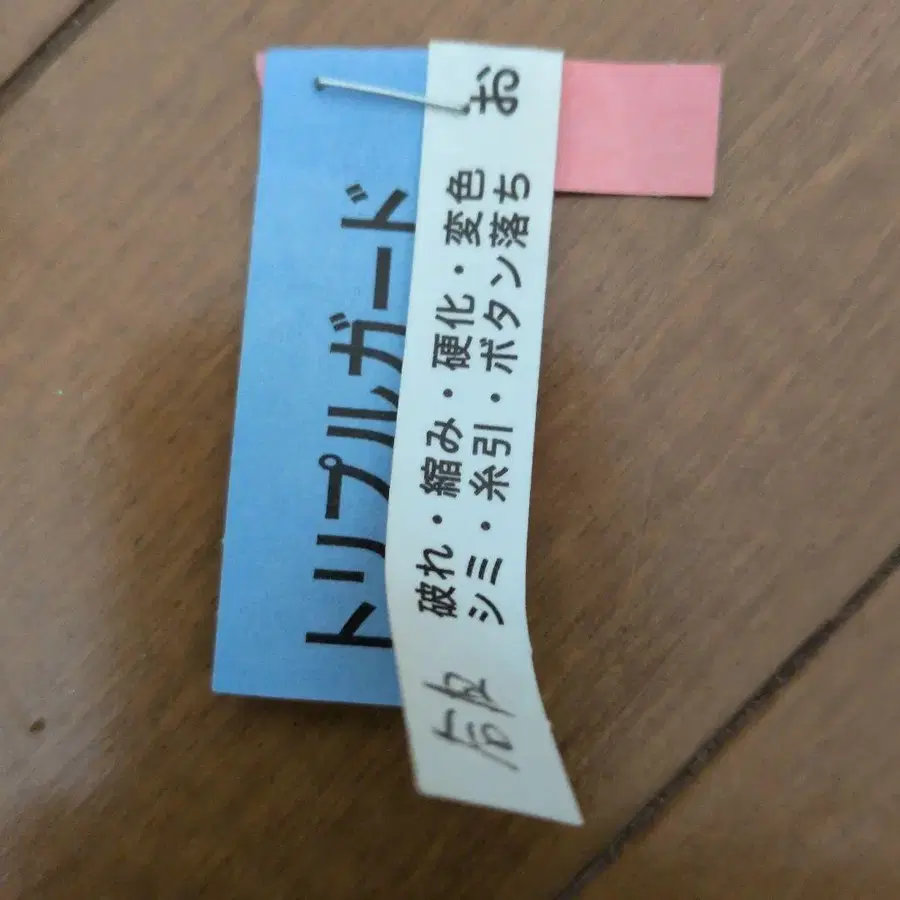 トリプルガード
お
破れ・縮み・硬化・変色
シミ・糸引・ボタン落ち